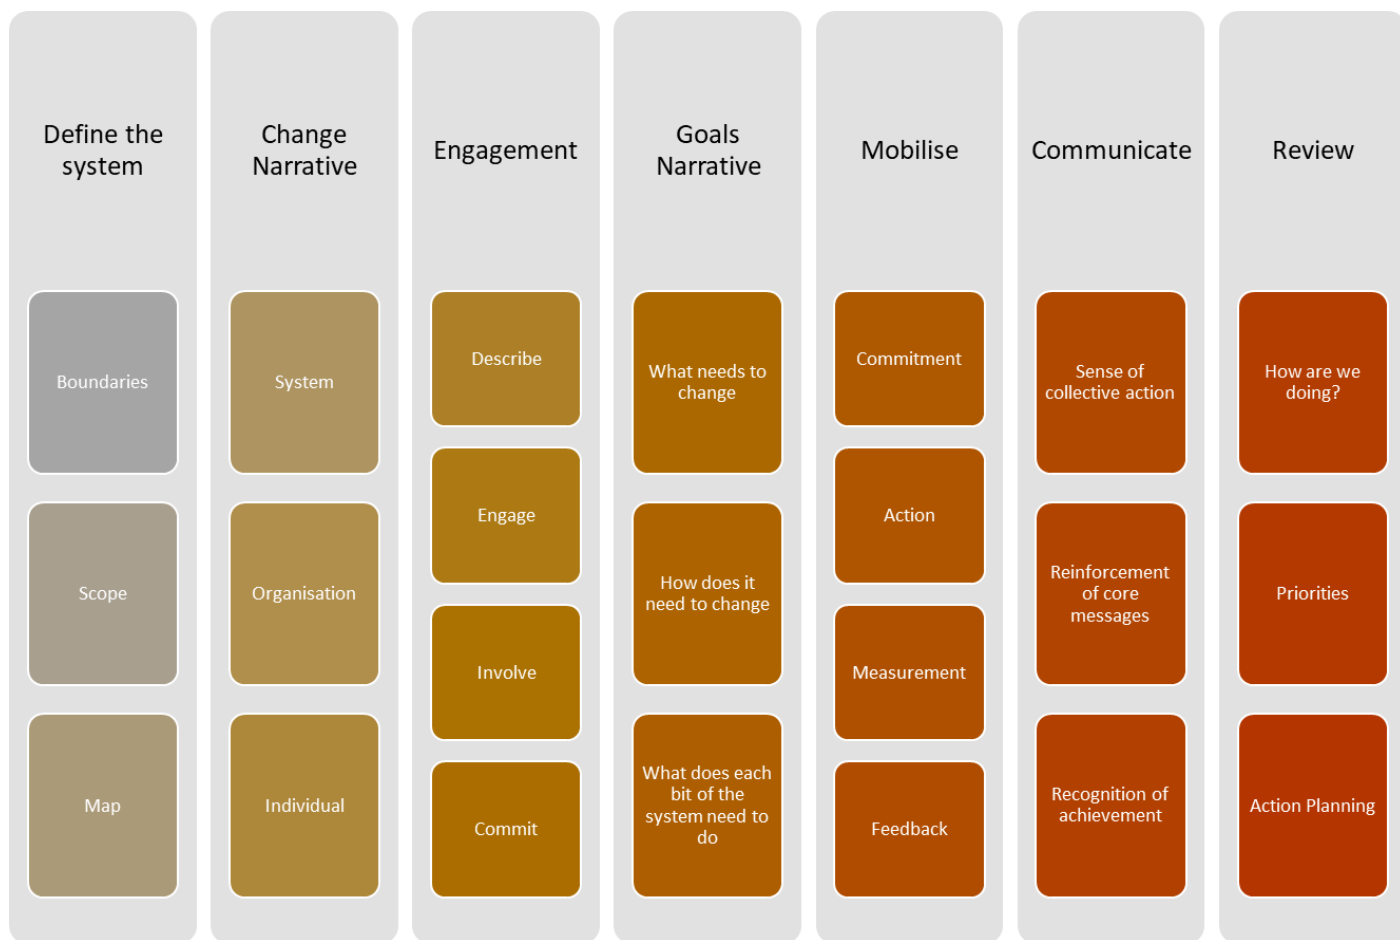 Define the
system
Boundaries
Scope
Map
Change
Narrative
System
Organisation
Individual
Engagement
Describe
Engage
Involve
Commit
Goals
Narrative
What needs to
change
How does it
need to change
What does each
bit of the
system need to
do
Mobilise
Commitment
Action
Measurement
Feedback
Communicate
Sense of
collective action
Reinforcement
of core
messages
Recognition of
achievement
Review
How are we
doing?
Priorities
Action Planning